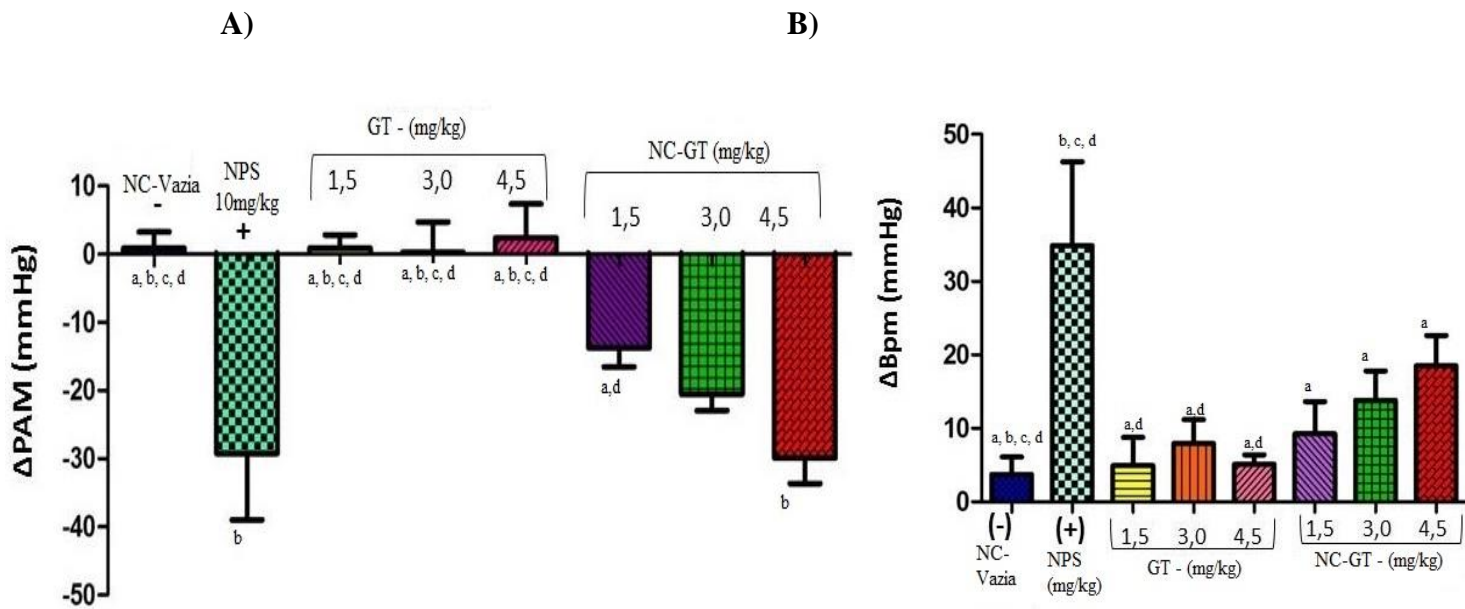 A)
B)
GT - (mg/kg)
NC-GT (mg/kg)
NC-Vazia
-
NPS
10mg/kg
+
1,5 3,0 4,5
1,5 3,0 4,5
10
0
-10
-20
-30
-40
-50
ΔPAM (mmHg)
a, b, c, d
b
a, b, c, d
a, b, c, d
a, b, c, d
a,d
b
50
40
30
20
10
0
ΔBpm (mmHg)
a, b, c, d
b, c, d
a,d
a,d
a,d
a
a
a
(-)
NC-
Vazia
(+)
NPS
(mg/kg)
1,5 3,0 4,5
GT - (mg/kg)
1,5 3,0 4,5
NC-GT - (mg/kg)